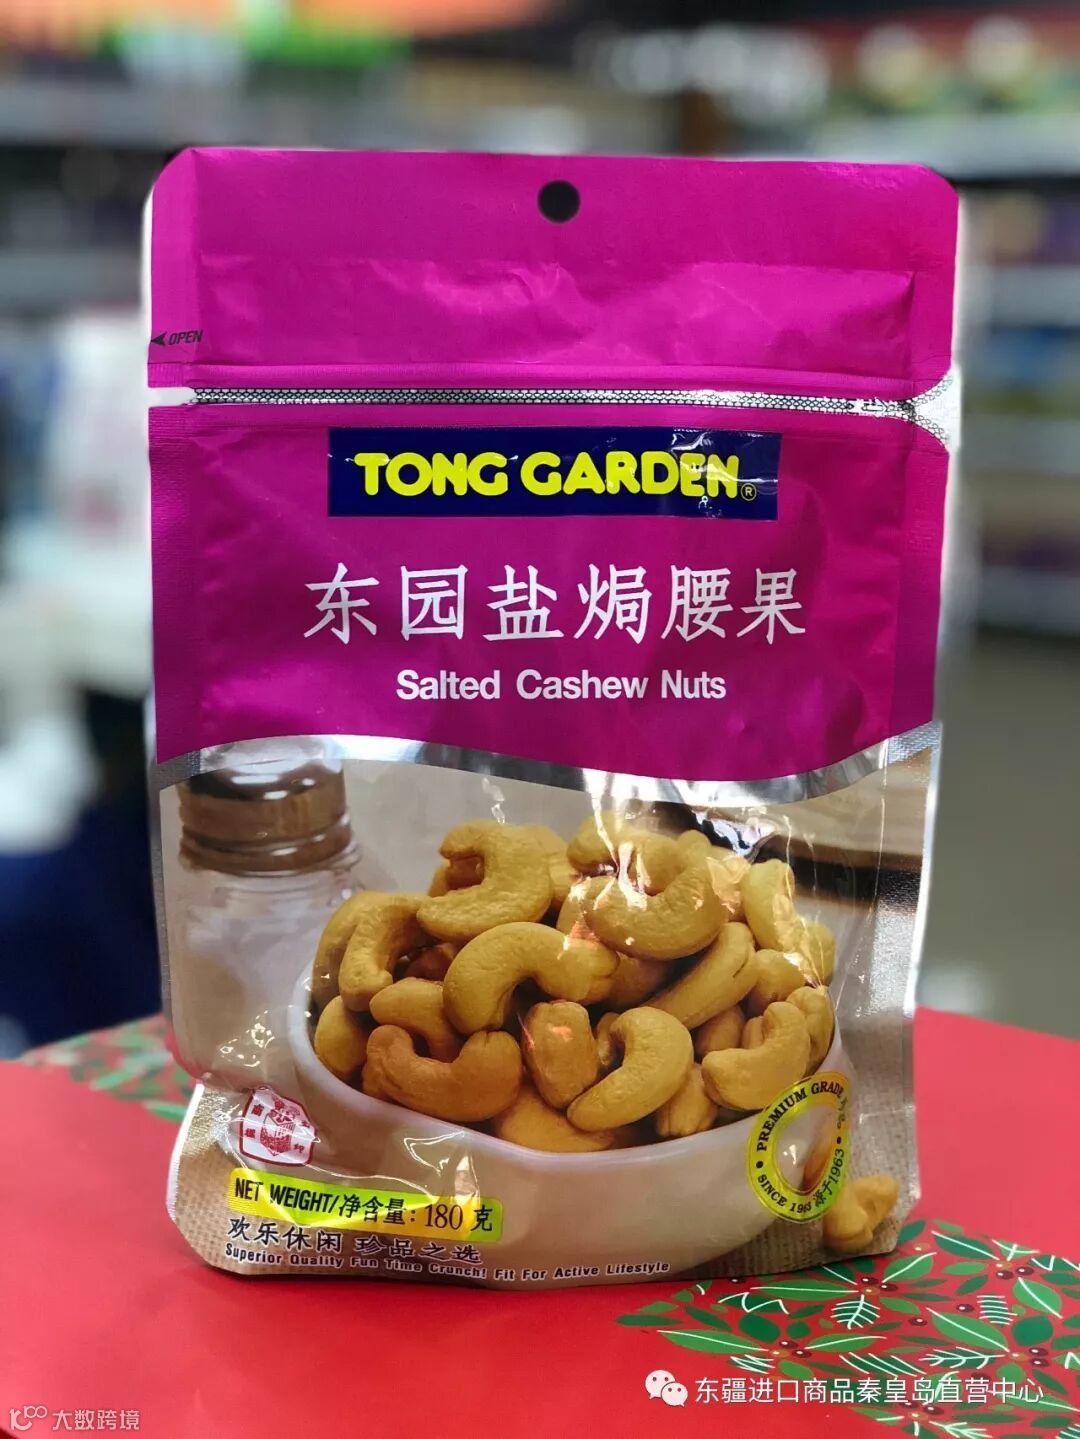 OPEN
TONG GARDEN®
东园盐焗腰果
Salted Cashew Nuts
PREMIUM GRADE
SINCE 1963 源于1963
NET WEIGHT/净含量: 180 克
欢乐休闲 珍品之选
Superior Quality Fun Time Crunch! Fit For Active Lifestyle
东疆进口商品秦皇岛直营中心
大数跨境